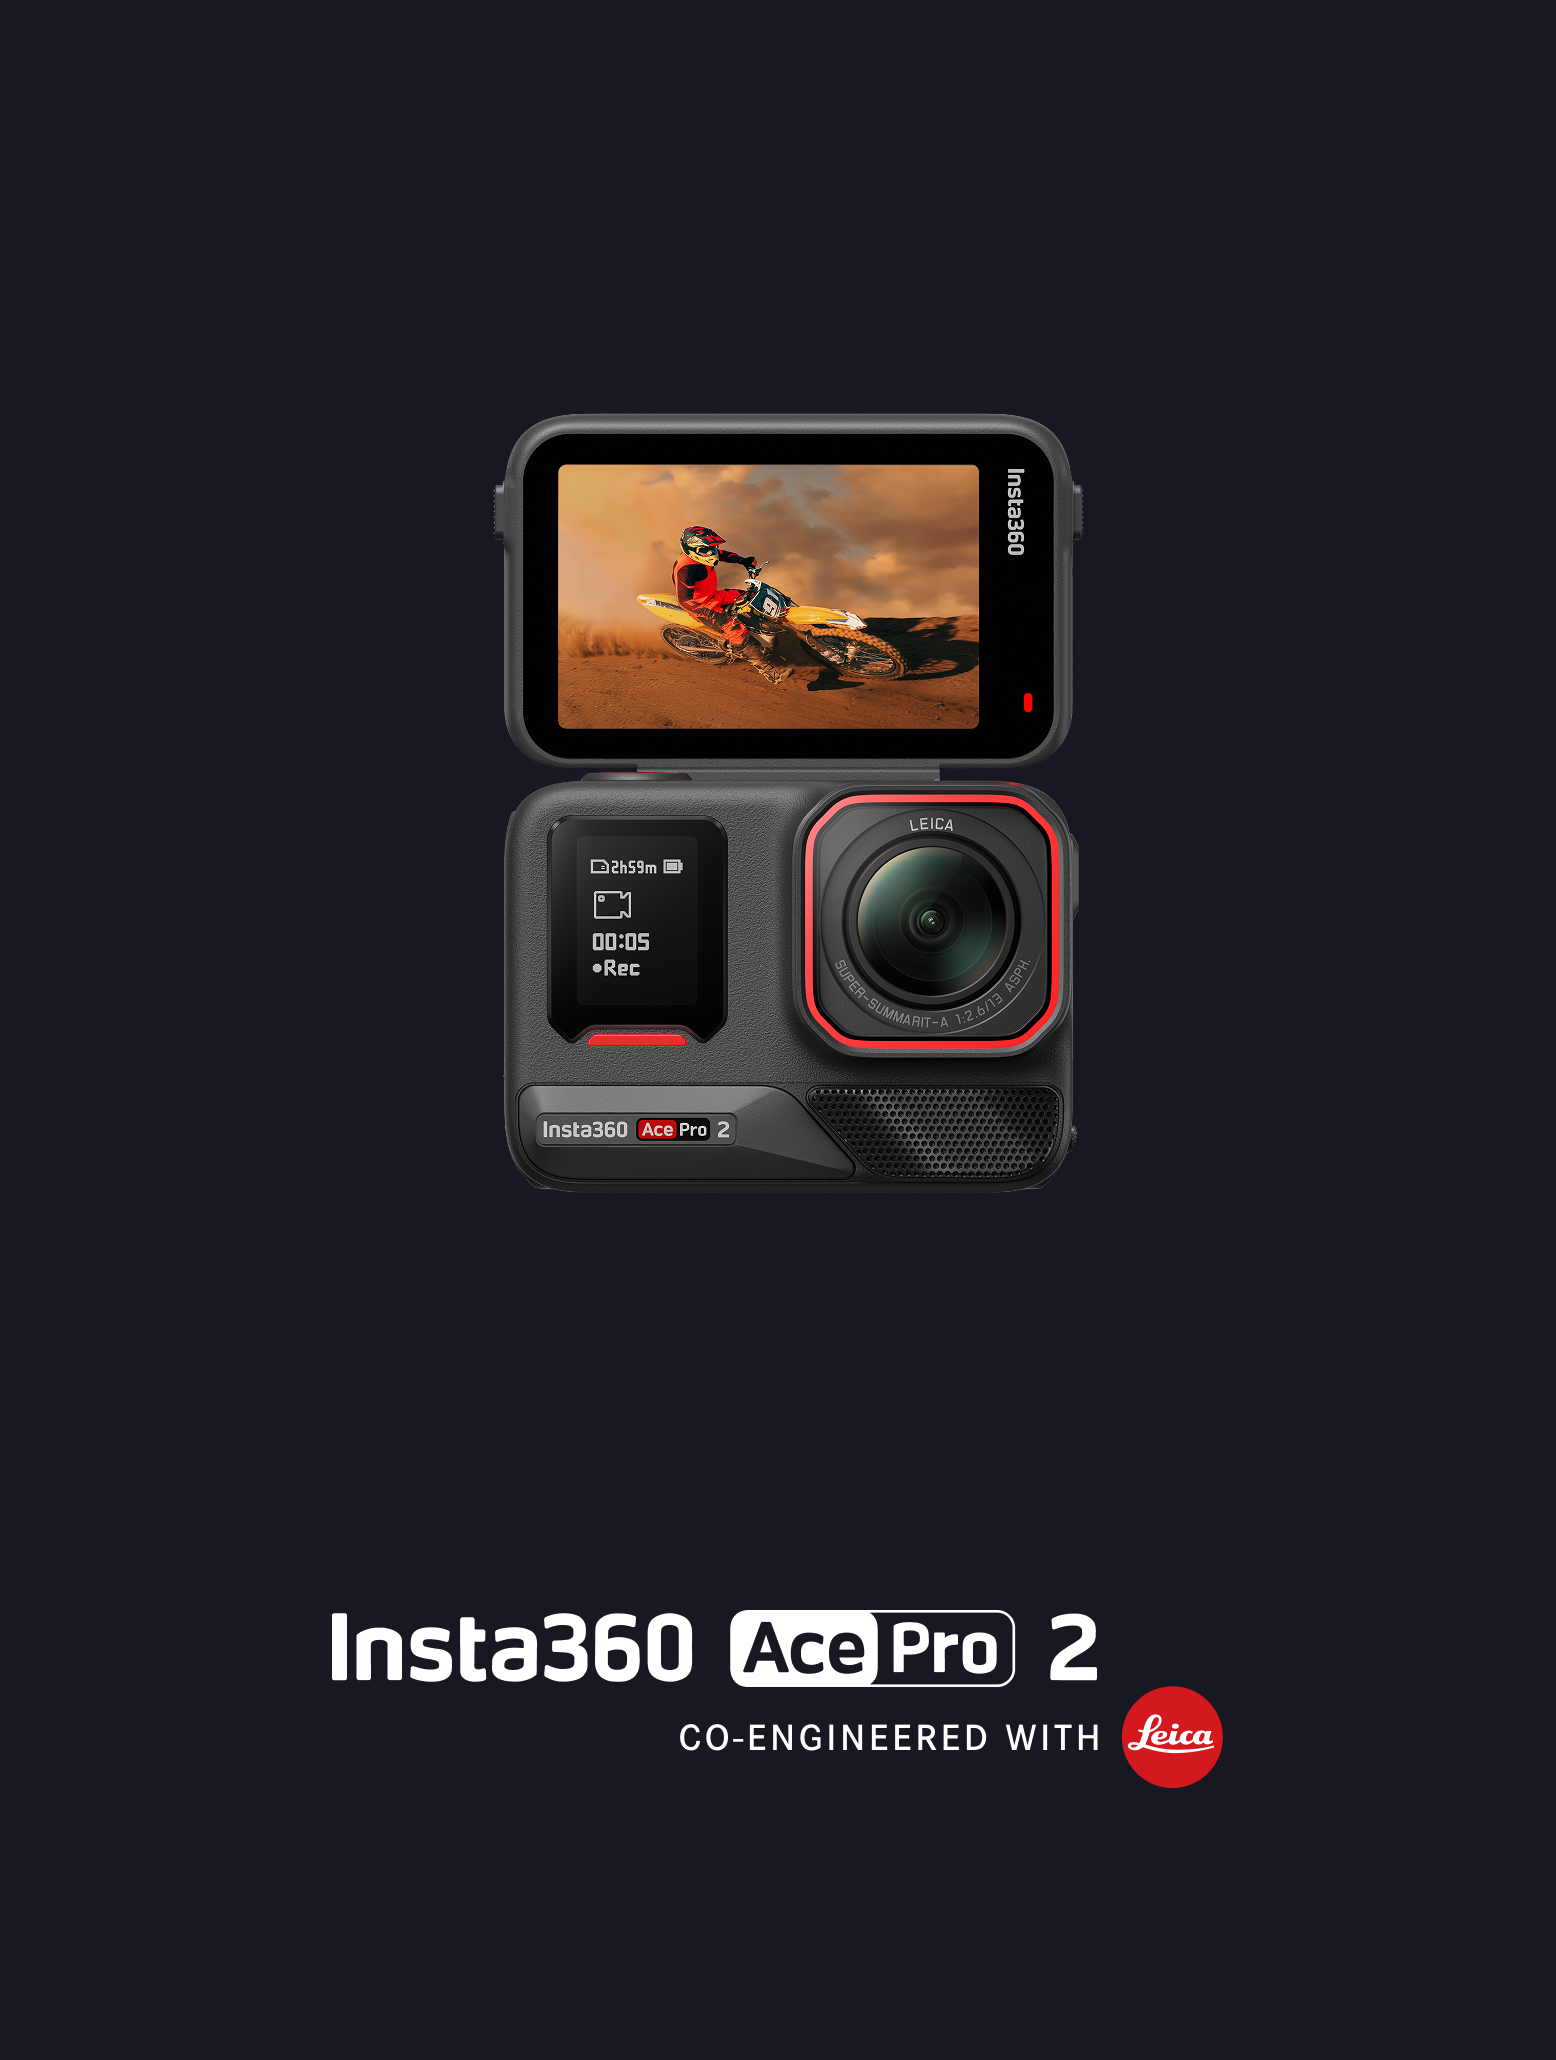 Insta360
91
2h59m
00:05
Rec
LEICA
SUPER-SUMMARIT-A 1:2.6/13 ASPH.
Insta360 Ace Pro 2
Insta360 Ace Pro 2
CO-ENGINEERED WITH Leica